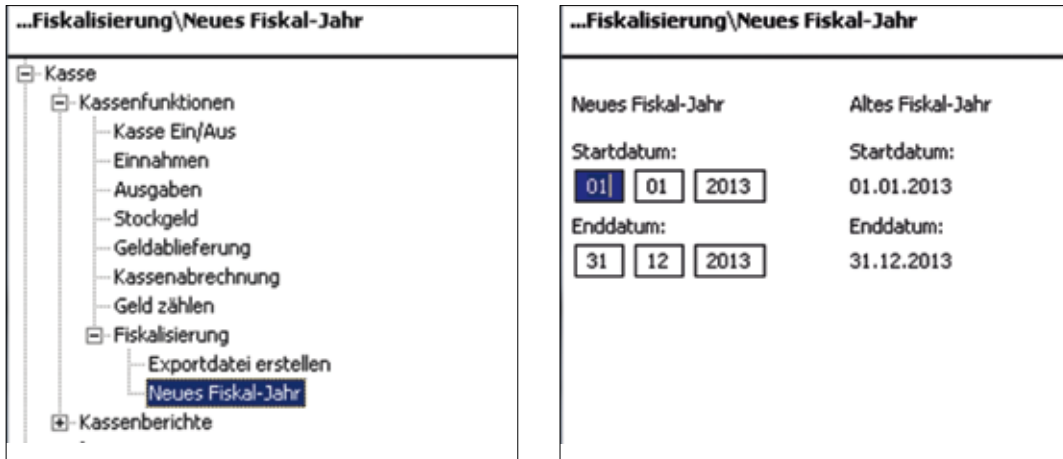 ...Fiskalisierung\Neues Fiskal-Jahr
Kasse
Kassenfunktionen
Kasse Ein/Aus
Einnahmen
Ausgaben
Stockgeld
Geldablieferung
Kassenabrechnung
Geld zählen
Fiskalisierung
Exportdatei erstellen
Neues Fiskal-Jahr
Kassenberichte
...Fiskalisierung\Neues Fiskal-Jahr
Neues Fiskal-Jahr Altes Fiskal-Jahr
Startdatum: Startdatum:
01 01 2013 01.01.2013
Enddatum: Enddatum:
31 12 2013 31.12.2013